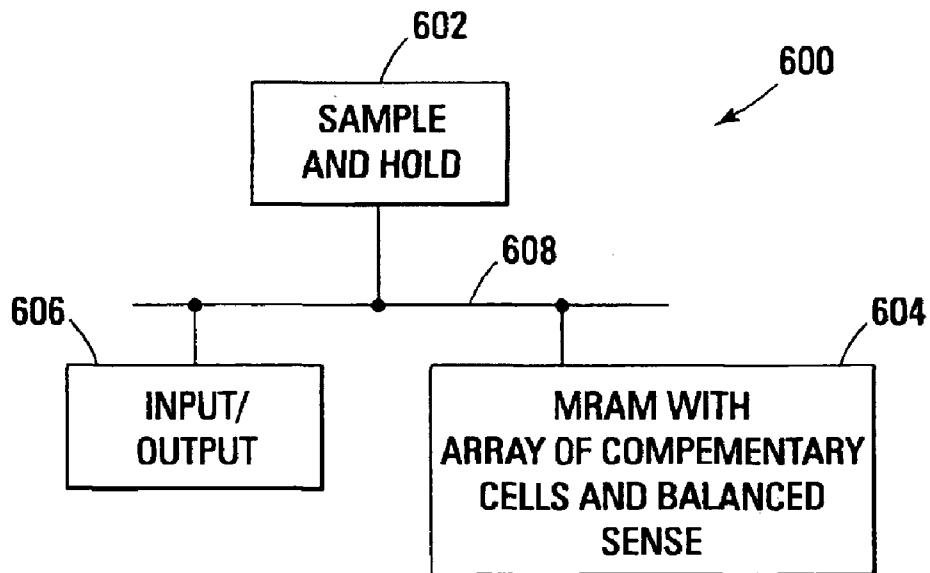 602
600
SAMPLE
AND HOLD
608
606
604
INPUT/
OUTPUT
MRAM WITH
ARRAY OF COMPEMENTARY
CELLS AND BALANCED
SENSE